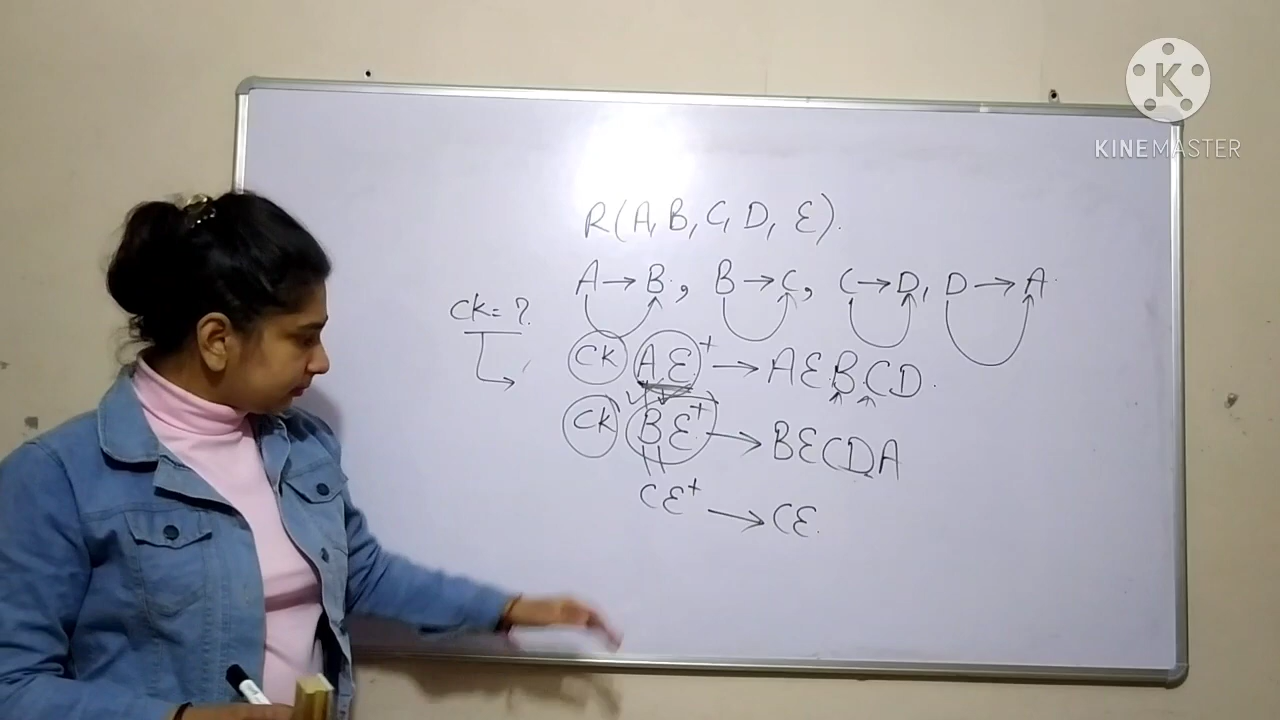 K
KINEMASTER
R(A, B, C, D, E).
A → B, B → C, C → D, D → A.
CK = ?
CK AE+ → AEBCD.
CK BE+ → BECDA
CE+ → CE.